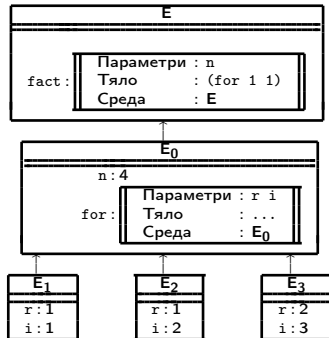 E
Параметри : n
fact : Тяло : (for 1 1)
Среда : E
E₀
n : 4
Параметри : r i
for : Тяло : ...
Среда : E₀
E₁ E₂ E₃
r : 1 r : 1 r : 2
i : 1 i : 2 i : 3